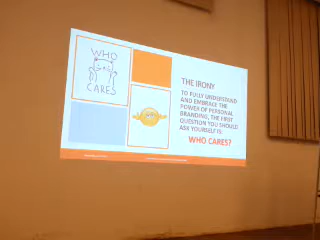 WHO
CARES
THE IRONY
TO FULLY UNDERSTAND
AND EMBRACE THE
POWER OF PERSONAL
BRANDING, THE FIRST
QUESTION YOU SHOULD
ASK YOURSELF IS:
WHO CARES?